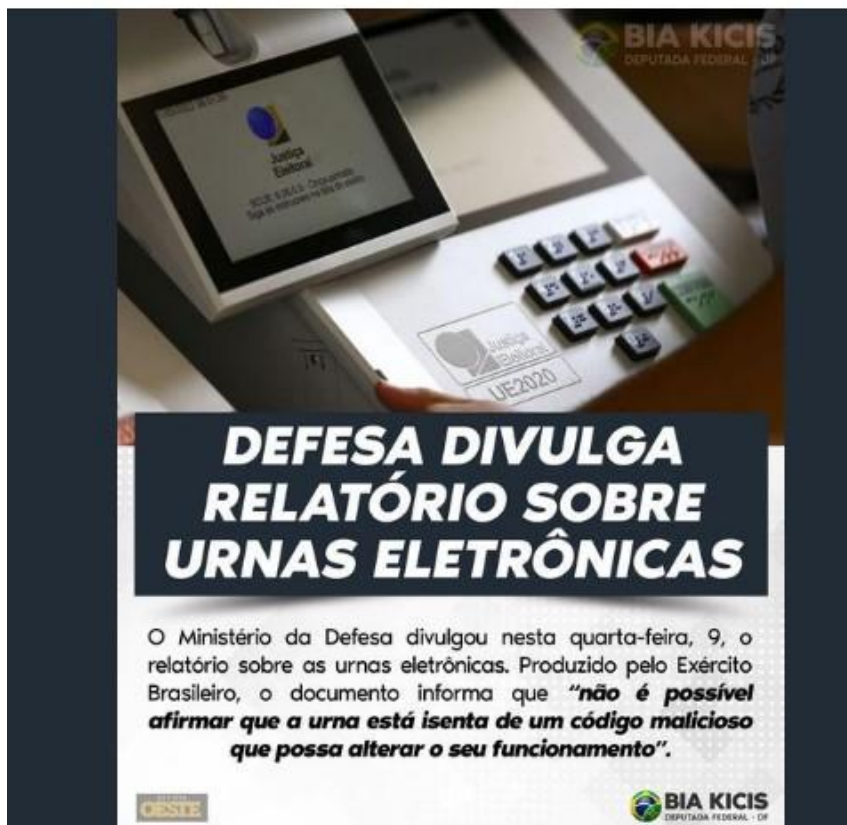 BIA KICIS
DEPUTADA FEDERAL - DF
Justiça
Eleitoral
Justiça
Eleitoral
UE2020
DEFESA DIVULGA
RELATÓRIO SOBRE
URNAS ELETRÔNICAS
O Ministério da Defesa divulgou nesta quarta-feira, 9, o
relatório sobre as urnas eletrônicas. Produzido pelo Exército
Brasileiro, o documento informa que “não é possível
afirmar que a urna está isenta de um código malicioso
que possa alterar o seu funcionamento”.
OESTE
BIA KICIS
DEPUTADA FEDERAL - DF